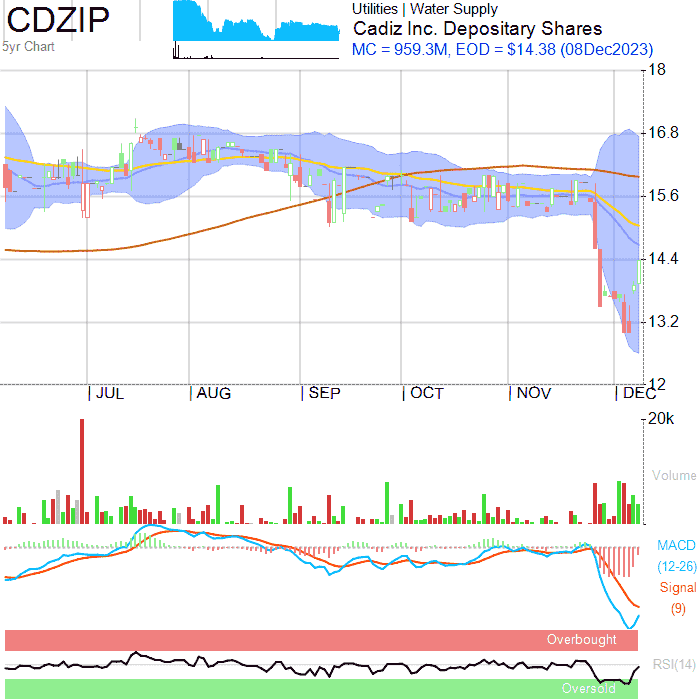 CDZIP
5yr Chart
Utilities | Water Supply
Cadiz Inc. Depositary Shares
MC = 959.3M, EOD = $14.38 (08Dec2023)
18
16.8
15.6
14.4
13.2
12
JUL AUG SEP OCT NOV DEC
20k
Volume
MACD
(12-26)
Signal
(9)
Overbought
RSI(14)
Oversold